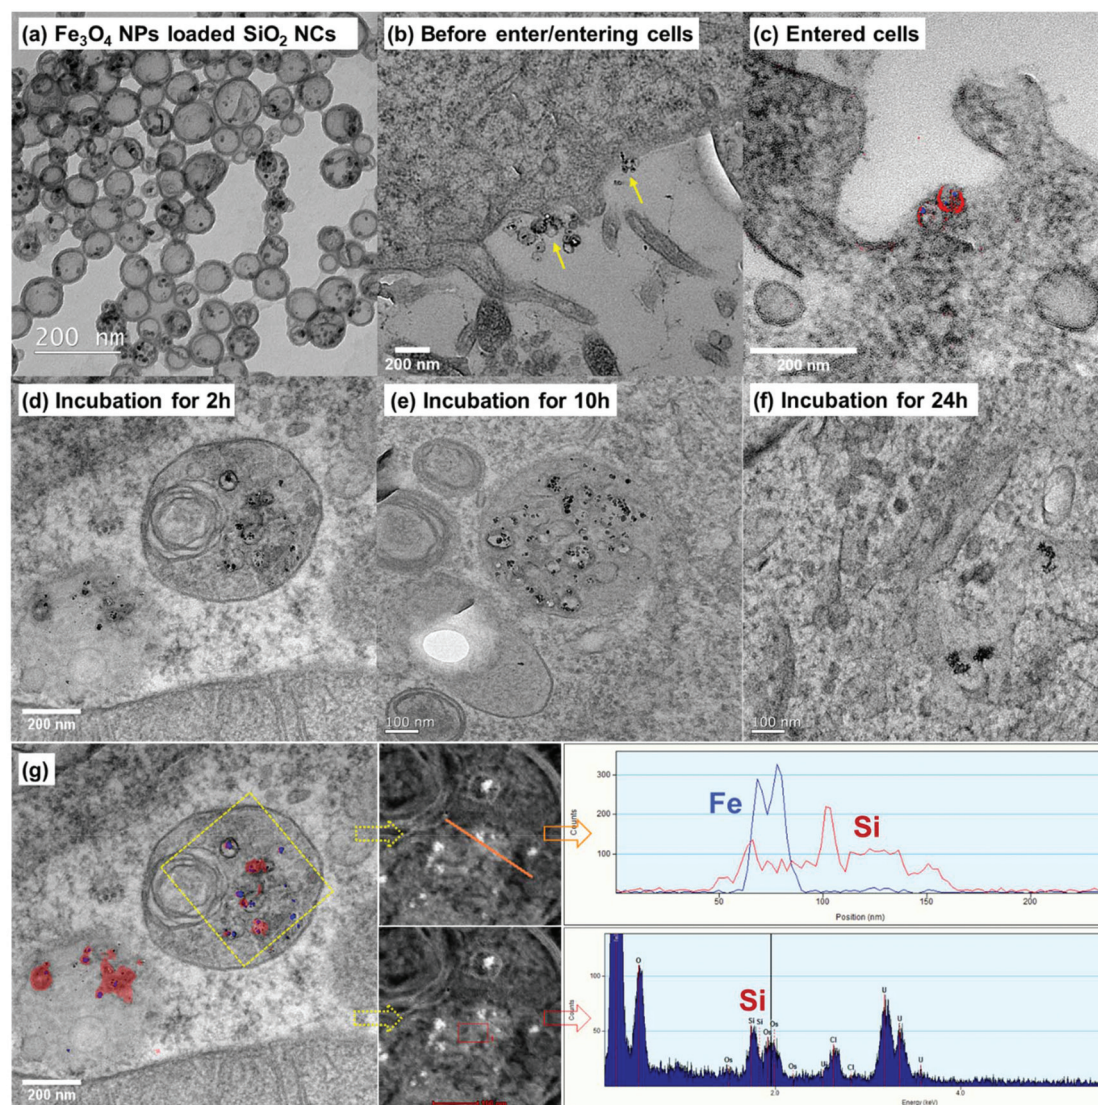 (a) Fe₃O₄ NPs loaded SiO₂ NCs
(b) Before enter/entering cells
(c) Entered cells
200 nm
200 nm
200 nm
(d) Incubation for 2h
(e) Incubation for 10h
(f) Incubation for 24h
200 nm
100 nm
100 nm
(g)
200 nm
Counts
300
200
100
Fe
Si
50
100
150
200
Position (nm)
Counts
100
50
O
Si
Os
Si
Si
Os
Os
Os
U
Cl
Cl
U
U
U
2.0
4.0
Energy (keV)